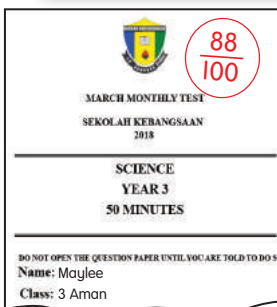 88
100
MARCH MONTHLY TEST
SEKOLAH KEBANGSAAN
2018
SCIENCE
YEAR 3
50 MINUTES
DO NOT OPEN THE QUESTION PAPER UNTIL YOU ARE TOLD TO DO S
Name: Maylee
Class: 3 Aman